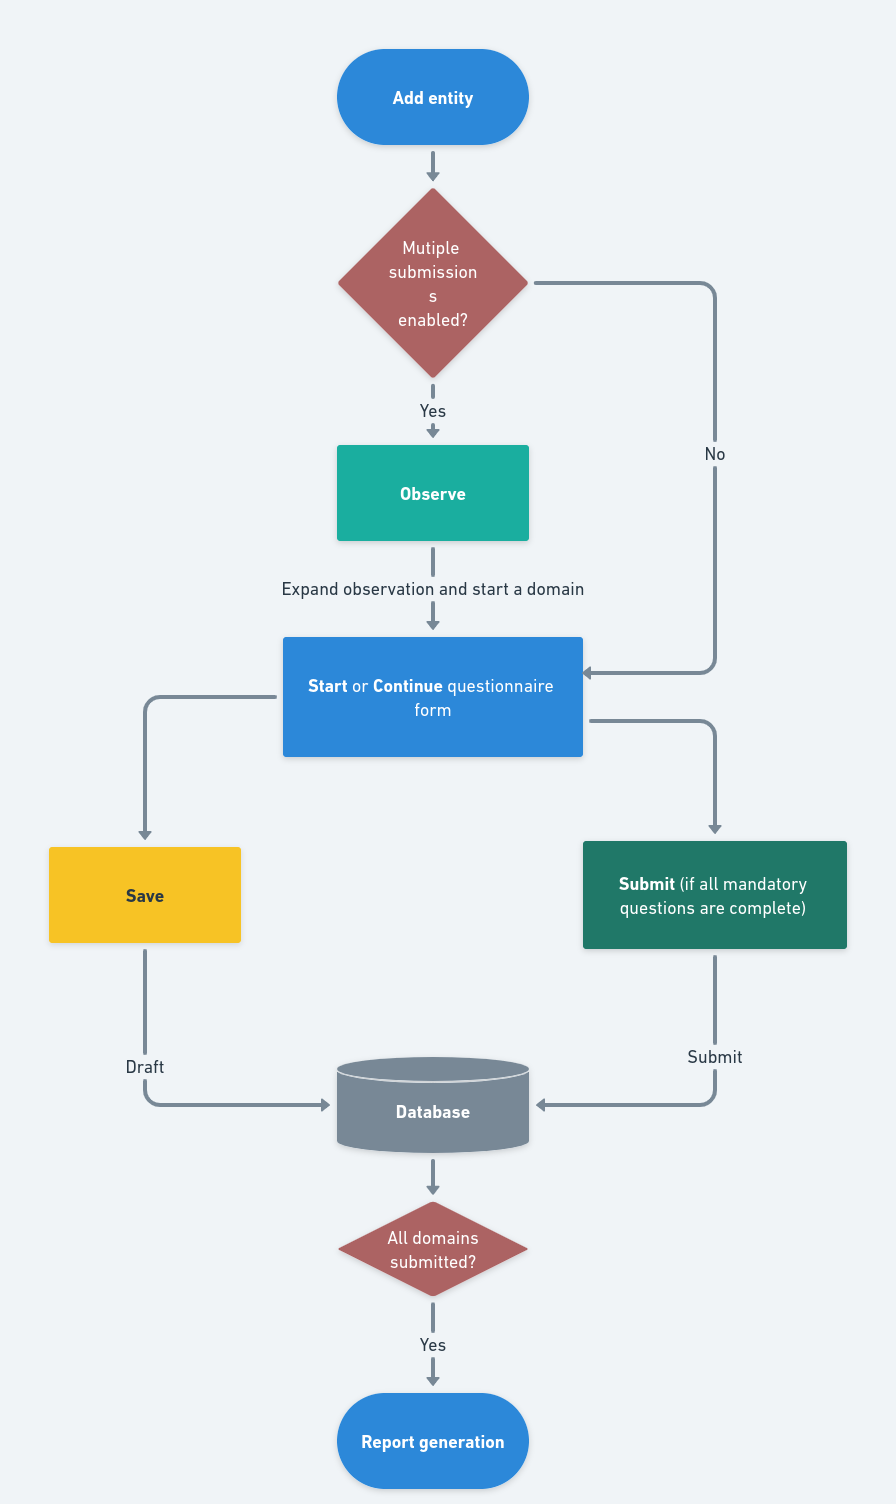 Add entity
Mutiple
submission
s
enabled?
Yes
No
Observe
Expand observation and start a domain
Start or Continue questionnaire
form
Save
Submit (if all mandatory
questions are complete)
Draft
Submit
Database
All domains
submitted?
Yes
Report generation